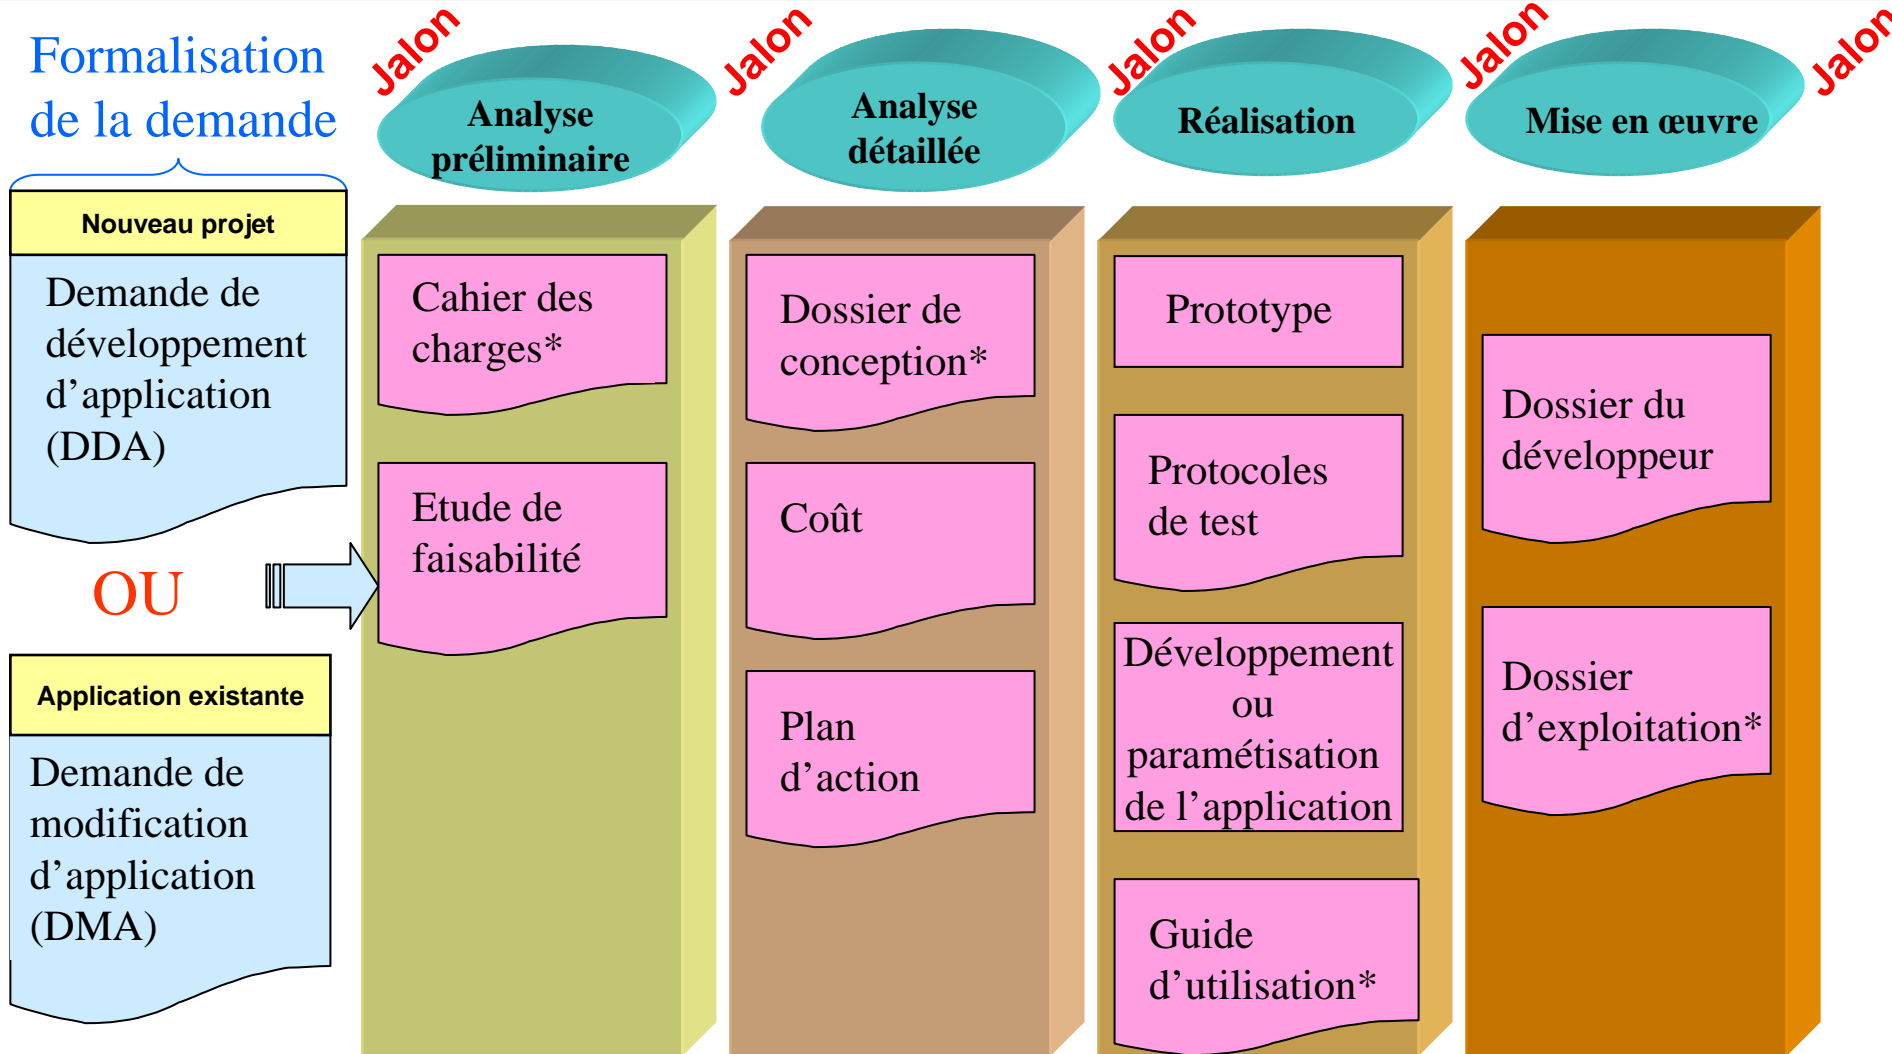 Formalisation
de la demande
Nouveau projet
Demande de
développement
d’application
(DDA)
OU
Application existante
Demande de
modification
d’application
(DMA)
Jalon
Analyse
préliminaire
Cahier des
charges*
Etude de
faisabilité
Jalon
Analyse
détaillée
Dossier de
conception*
Coût
Plan
d’action
Jalon
Réalisation
Prototype
Protocoles
de test
Développement
ou
paramétisation
de l’application
Guide
d’utilisation*
Jalon
Mise en œuvre
Dossier du
développeur
Dossier
d’exploitation*
Jalon